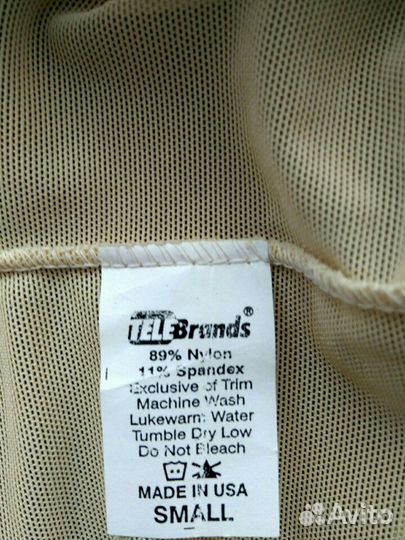 TELEBrands®
89% Nylon
11% Spandex
Exclusive of Trim
Machine Wash
Lukewarm Water
Tumble Dry Low
Do Not Bleach
MADE IN USA
SMALL
Avito